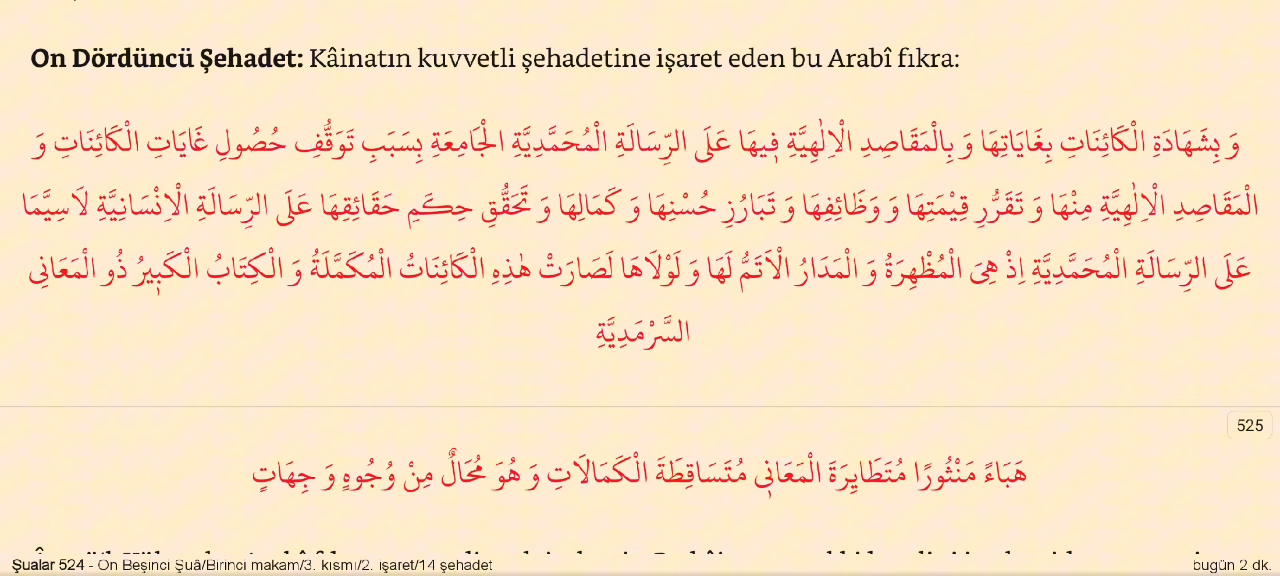 On Dördüncü Şehadet: Kâinatın kuvvetli şehadetine işaret eden bu Arabî fıkra:
وَ بِشَهَادَةِ الْكَائِنَاتِ بِغَايَاتِهَا وَ بِالْمَقَاصِدِ الْاِلٰهِيَّةِ فِيهَا عَلَى الرِّسَالَةِ الْمُحَمَّدِيَّةِ الْجَامِعَةِ بِسَبَبِ تَوَقُّفِ حُصُولِ غَايَاتِ الْكَائِنَاتِ وَ
الْمَقَاصِدِ الْاِلٰهِيَّةِ مِنْهَا وَ تَقَرُّرِ قِيْمَتِهَا وَ وَظَائِفِهَا وَ تَبَارُزِ حُسْنِهَا وَ كَمَالِهَا وَ تَحَقُّقِ حِكَمِ حَقَائِقِهَا عَلَى الرِّسَالَةِ الْاِنْسَانِيَّةِ لَاسِيَّمَا
عَلَى الرِّسَالَةِ الْمُحَمَّدِيَّةِ اِذْ هِىَ الْمُظْهِرَةُ وَ الْمَدَارُ الْاَتَمُّ لَهَا وَ لَوْلَاهَا لَصَارَتْ هٰذِهِ الْكَائِنَاتُ الْمُكَمَّلَةُ وَ الْكِتَابُ الْكَبِيرُ ذُو الْمَعَانِى
السَّرْمَدِيَّةِ
525
هَبَاءً مَنْثُورًا مُتَطَايِرَةَ الْمَعَانِى مُتَسَاقِطَةَ الْكَمَالَاتِ وَ هُوَ مُحَالٌ مِنْ وُجُوهٍ وَ جِهَاتٍ
Şualar 524 - On Beşinci Şuâ/Birinci makam/3. kısmı/2. işaret/14 şehadet
bugün 2 dk.